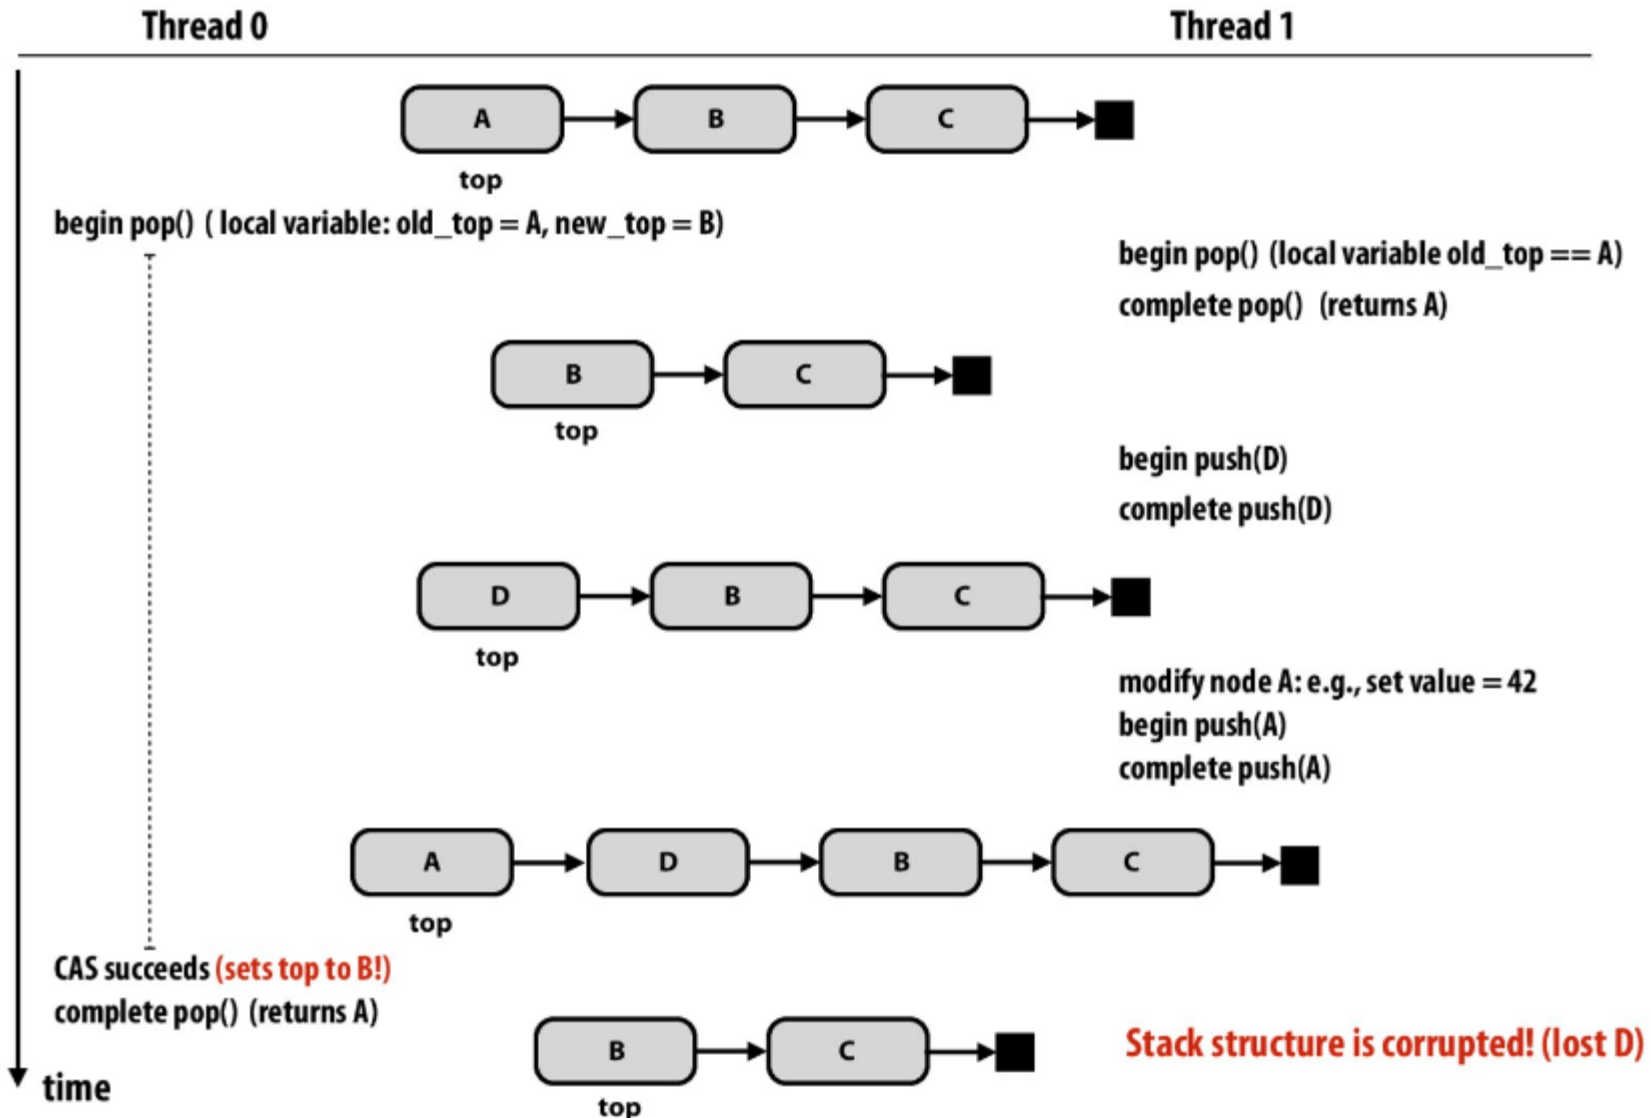 Thread 0
Thread 1
A
B
C
top
begin pop() ( local variable: old_top = A, new_top = B)
begin pop() (local variable old_top == A)
complete pop() (returns A)
B
C
top
begin push(D)
complete push(D)
D
B
C
top
modify node A: e.g., set value = 42
begin push(A)
complete push(A)
A
D
B
C
top
CAS succeeds (sets top to B!)
complete pop() (returns A)
B
C
top
Stack structure is corrupted! (lost D)
time